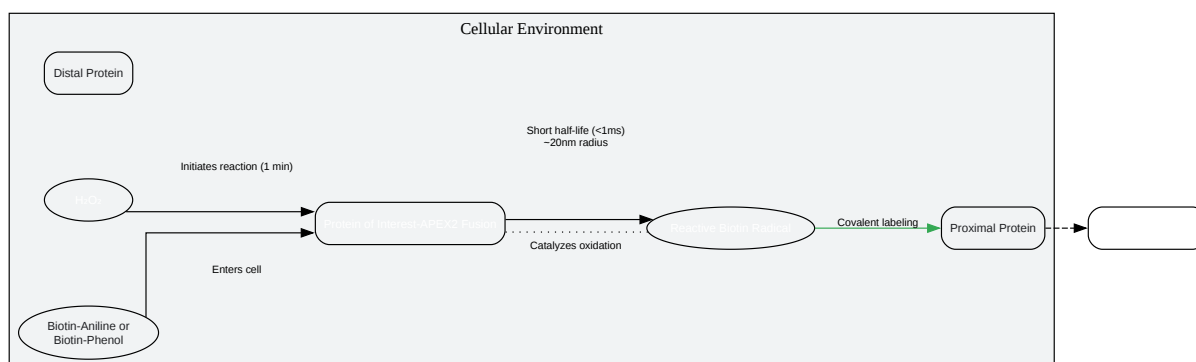 Cellular Environment
Distal Protein
Short half-life (<1ms)
~20nm radius
Initiates reaction (1 min)
H₂O₂
Protein of Interest-APEX2 Fusion
Reactive Biotin Radical
Covalent labeling
Proximal Protein
Catalyzes oxidation
Enters cell
Biotin-Aniline or
Biotin-Phenol